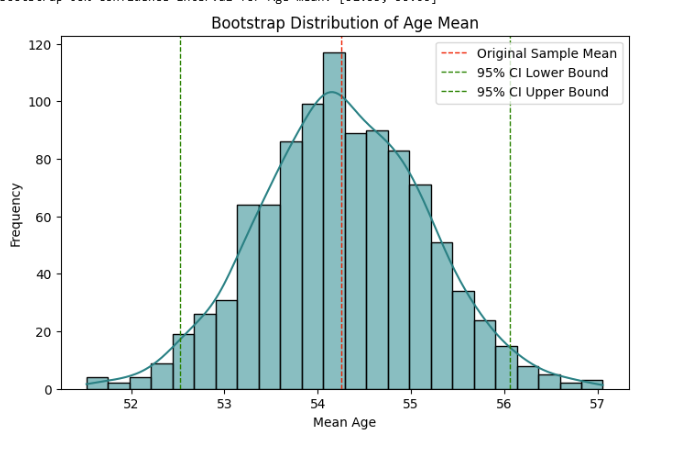 Bootstrap Distribution of Age Mean
Original Sample Mean
95% CI Lower Bound
95% CI Upper Bound
Frequency
120
100
80
60
40
20
0
52 53 54 55 56 57
Mean Age